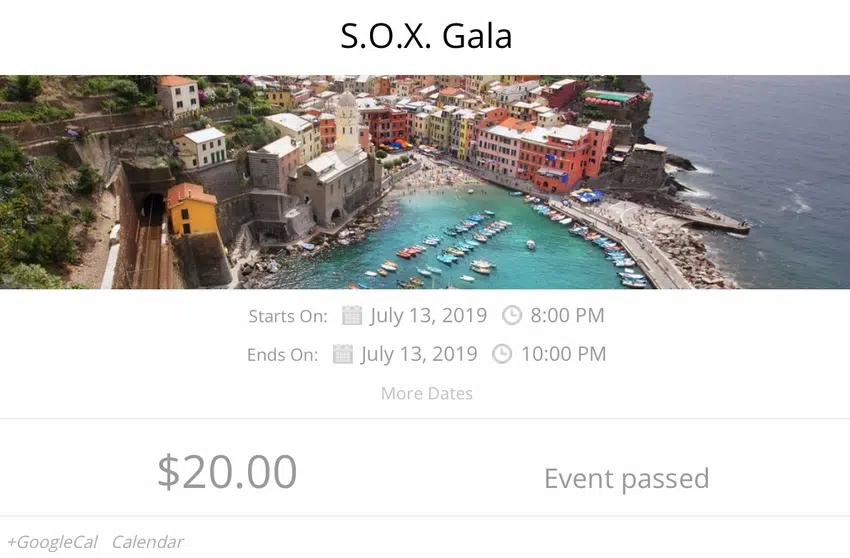 S.O.X. Gala
Starts On: July 13, 2019 8:00 PM
Ends On: July 13, 2019 10:00 PM
More Dates
$20.00 Event passed
+GoogleCal Calendar